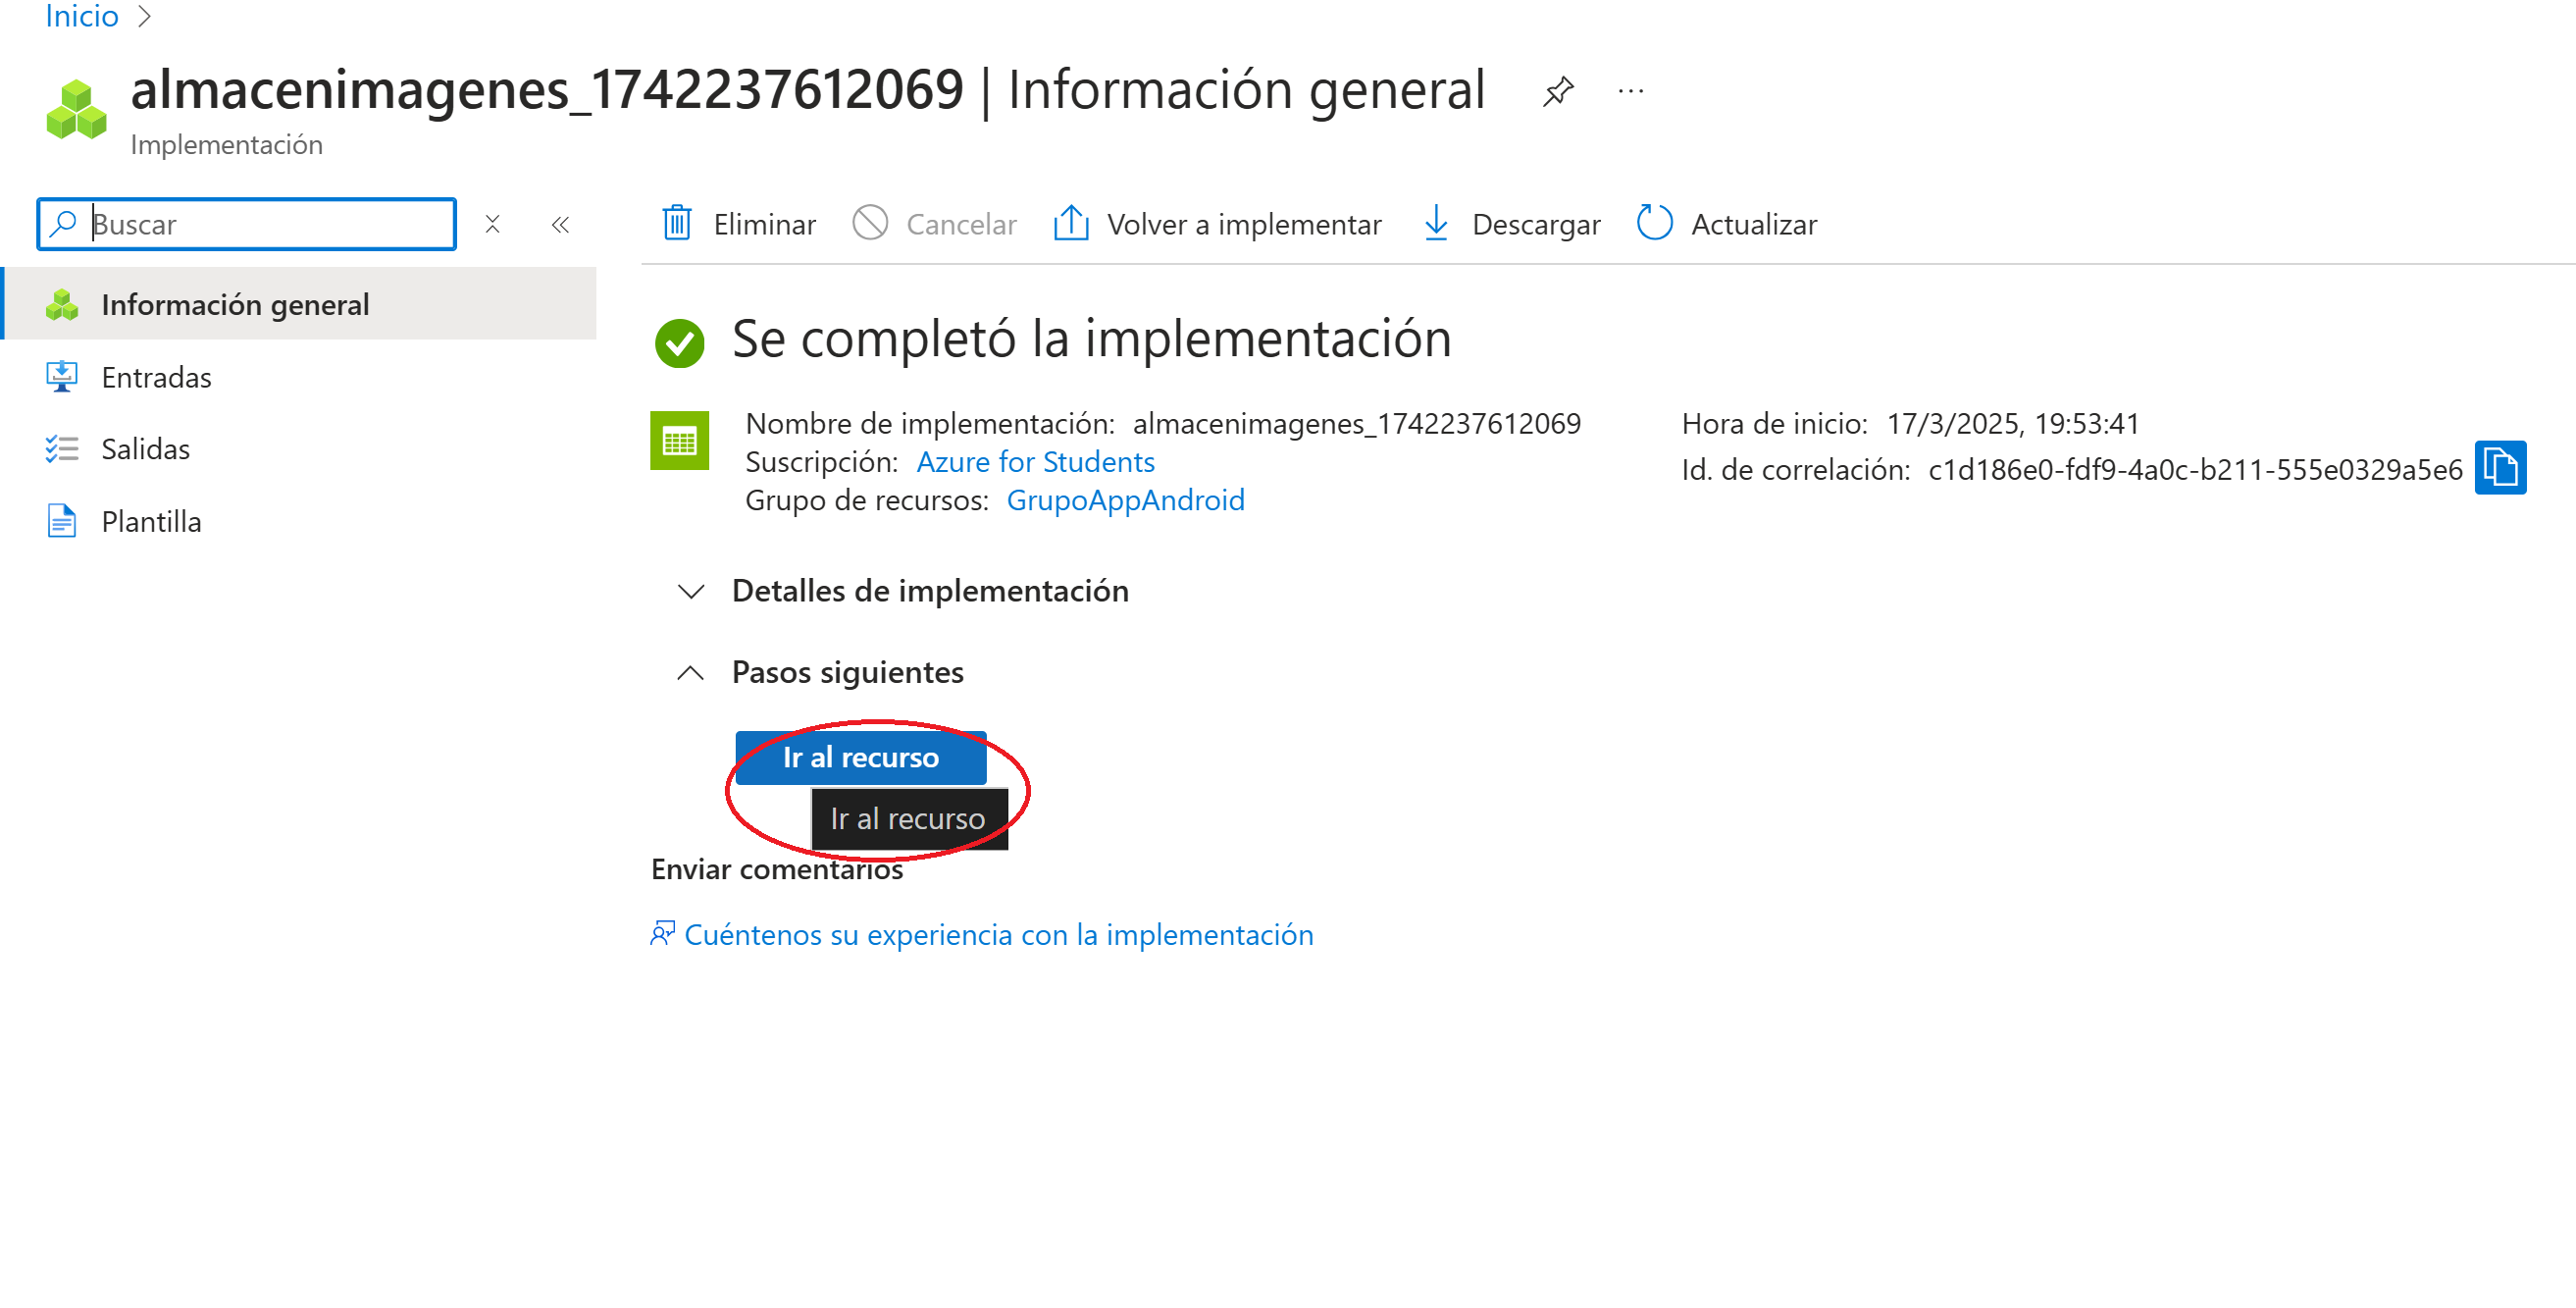 Inicio
almacenimagenes_1742237612069 | Información general
Implementación
Buscar
Eliminar
Cancelar
Volver a implementar
Descargar
Actualizar
Información general
Entradas
Salidas
Plantilla
Se completó la implementación
Nombre de implementación: almacenimagenes_1742237612069
Suscripción: Azure for Students
Grupo de recursos: GrupoAppAndroid
Hora de inicio: 17/3/2025, 19:53:41
Id. de correlación: c1d186e0-fdf9-4a0c-b211-555e0329a5e6
Detalles de implementación
Pasos siguientes
Ir al recurso
Ir al recurso
Enviar comentarios
Cuéntenos su experiencia con la implementación